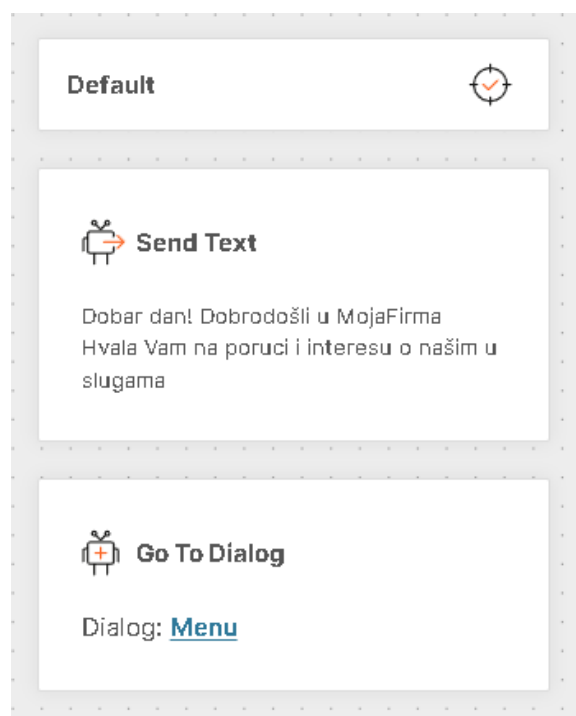 Default
Send Text
Dobar dan! Dobrodošli u MojaFirma
Hvala Vam na poruci i interesu o našim u
slugama
Go To Dialog
Dialog: Menu